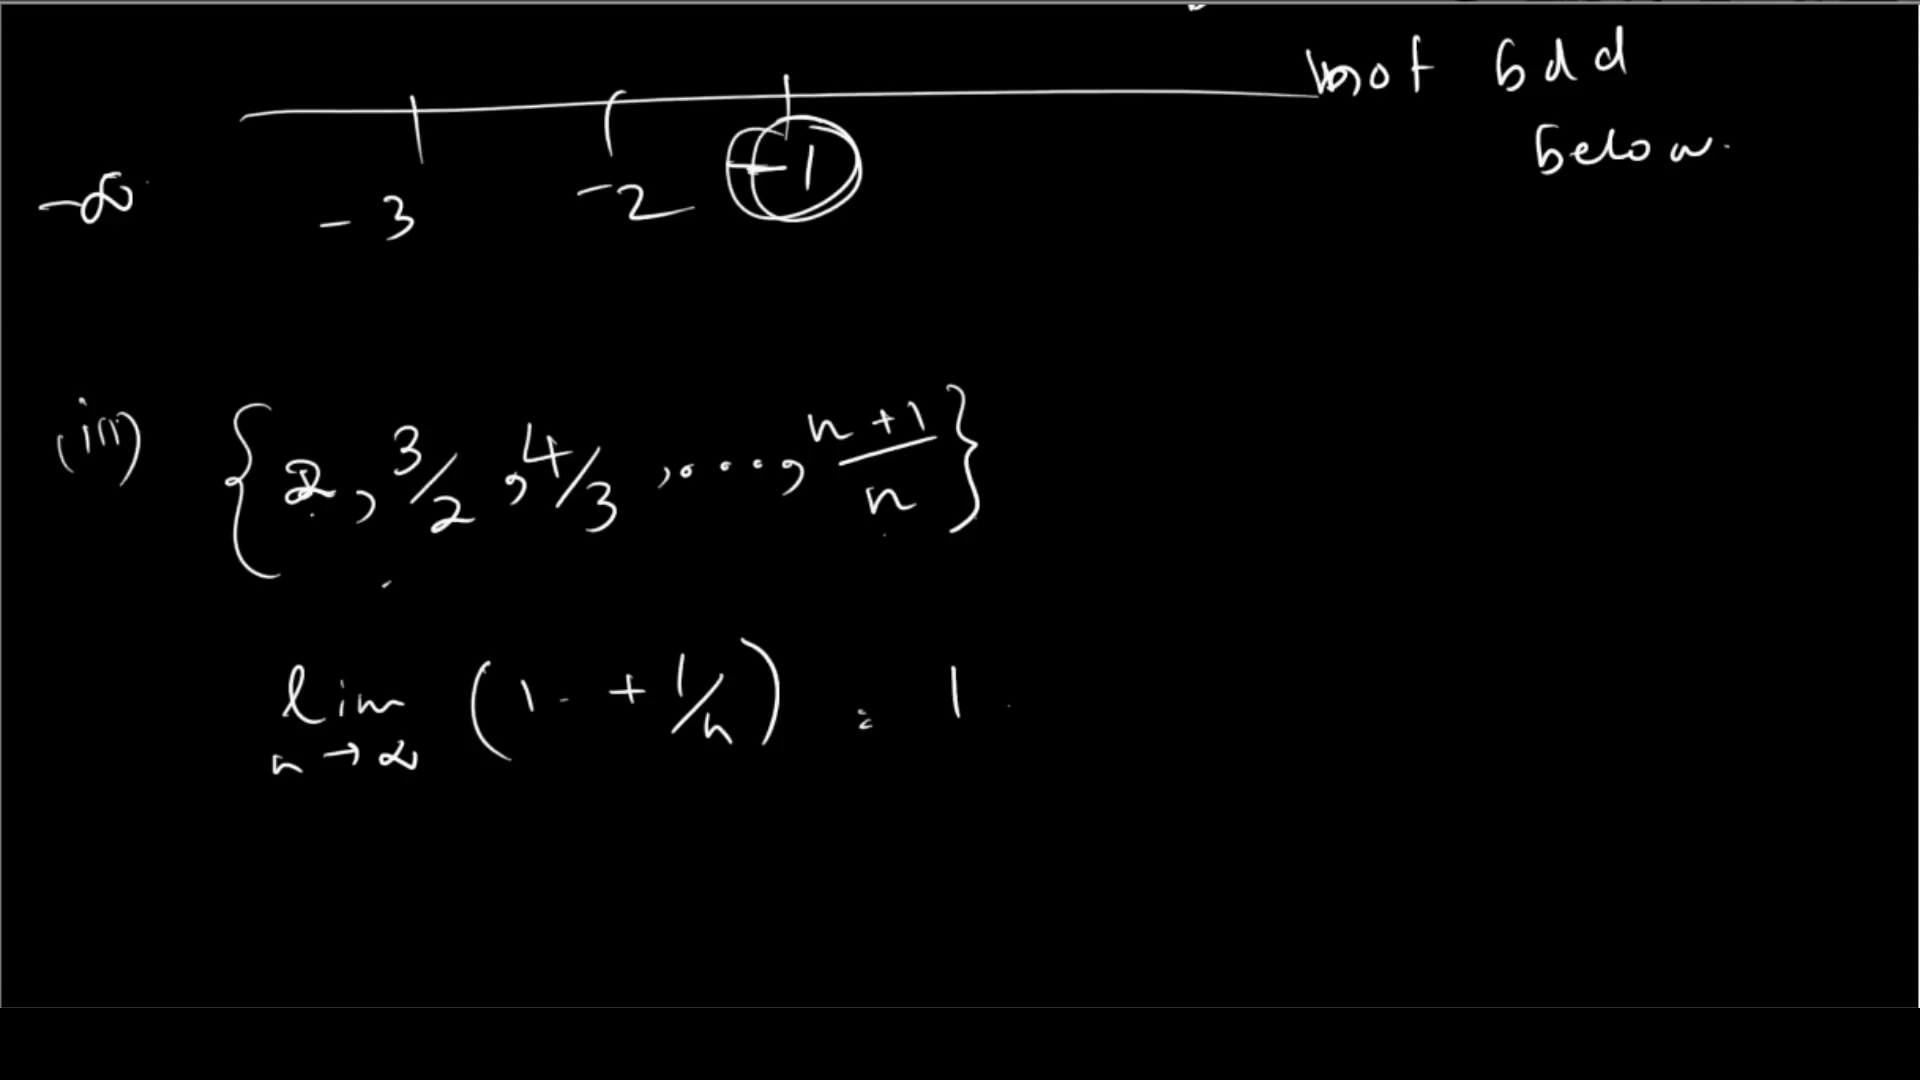 not bdd
below.
-∞ -3 -2 -1
(iii) {2, 3/2, 4/3, ...., n+1/n}
lim n→∞ (1 + 1/n) = 1